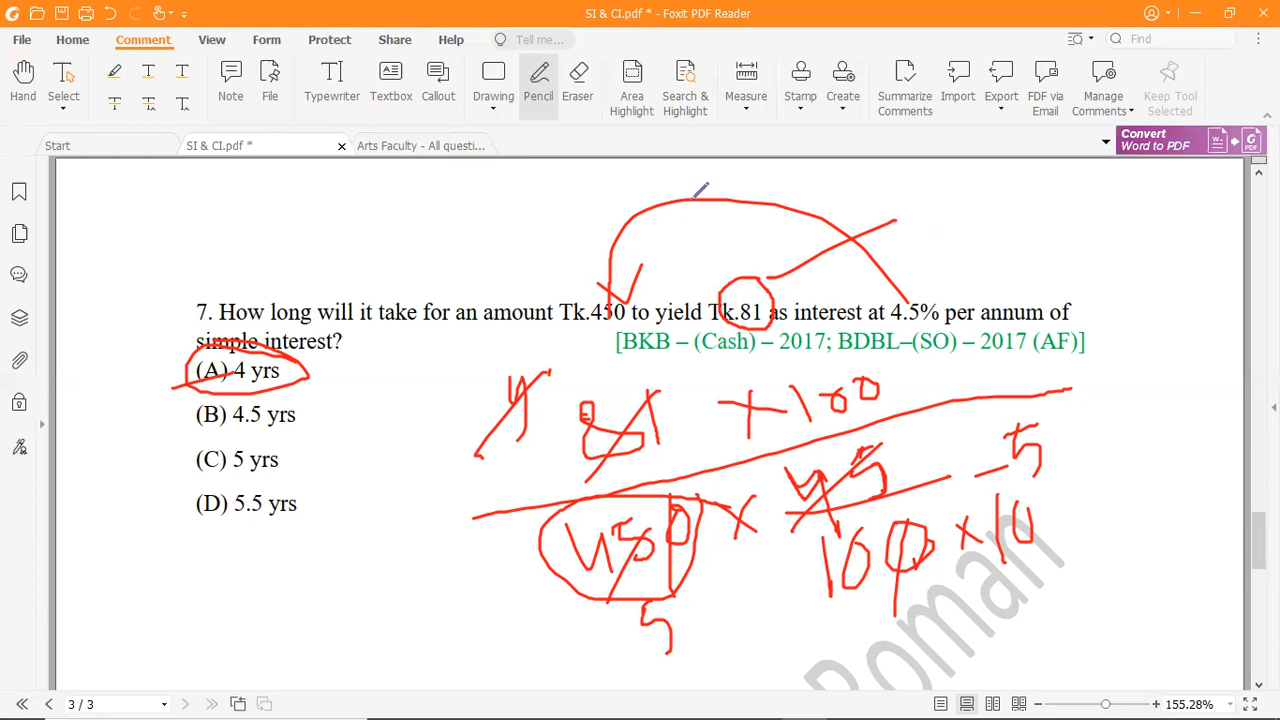 SI & CI.pdf * - Foxit PDF Reader
File Home Comment View Form Protect Share Help Tell me... Find
Hand Select Note File Typewriter Textbox Callout Drawing Pencil Eraser Area Highlight Search & Highlight Measure Stamp Create Summarize Comments Import Export FDF via Email Manage Comments Keep Tool Selected
Start SI & CI.pdf * Arts Faculty - All questi... Convert Word to PDF
7. How long will it take for an amount Tk.450 to yield Tk.81 as interest at 4.5% per annum of
simple interest? [BKB – (Cash) – 2017; BDBL–(SO) – 2017 (AF)]
(A) 4 yrs
(B) 4.5 yrs
(C) 5 yrs
(D) 5.5 yrs
81 × 100
450 × 45 5
100 × 10
5
Roman
3 / 3 155.28%